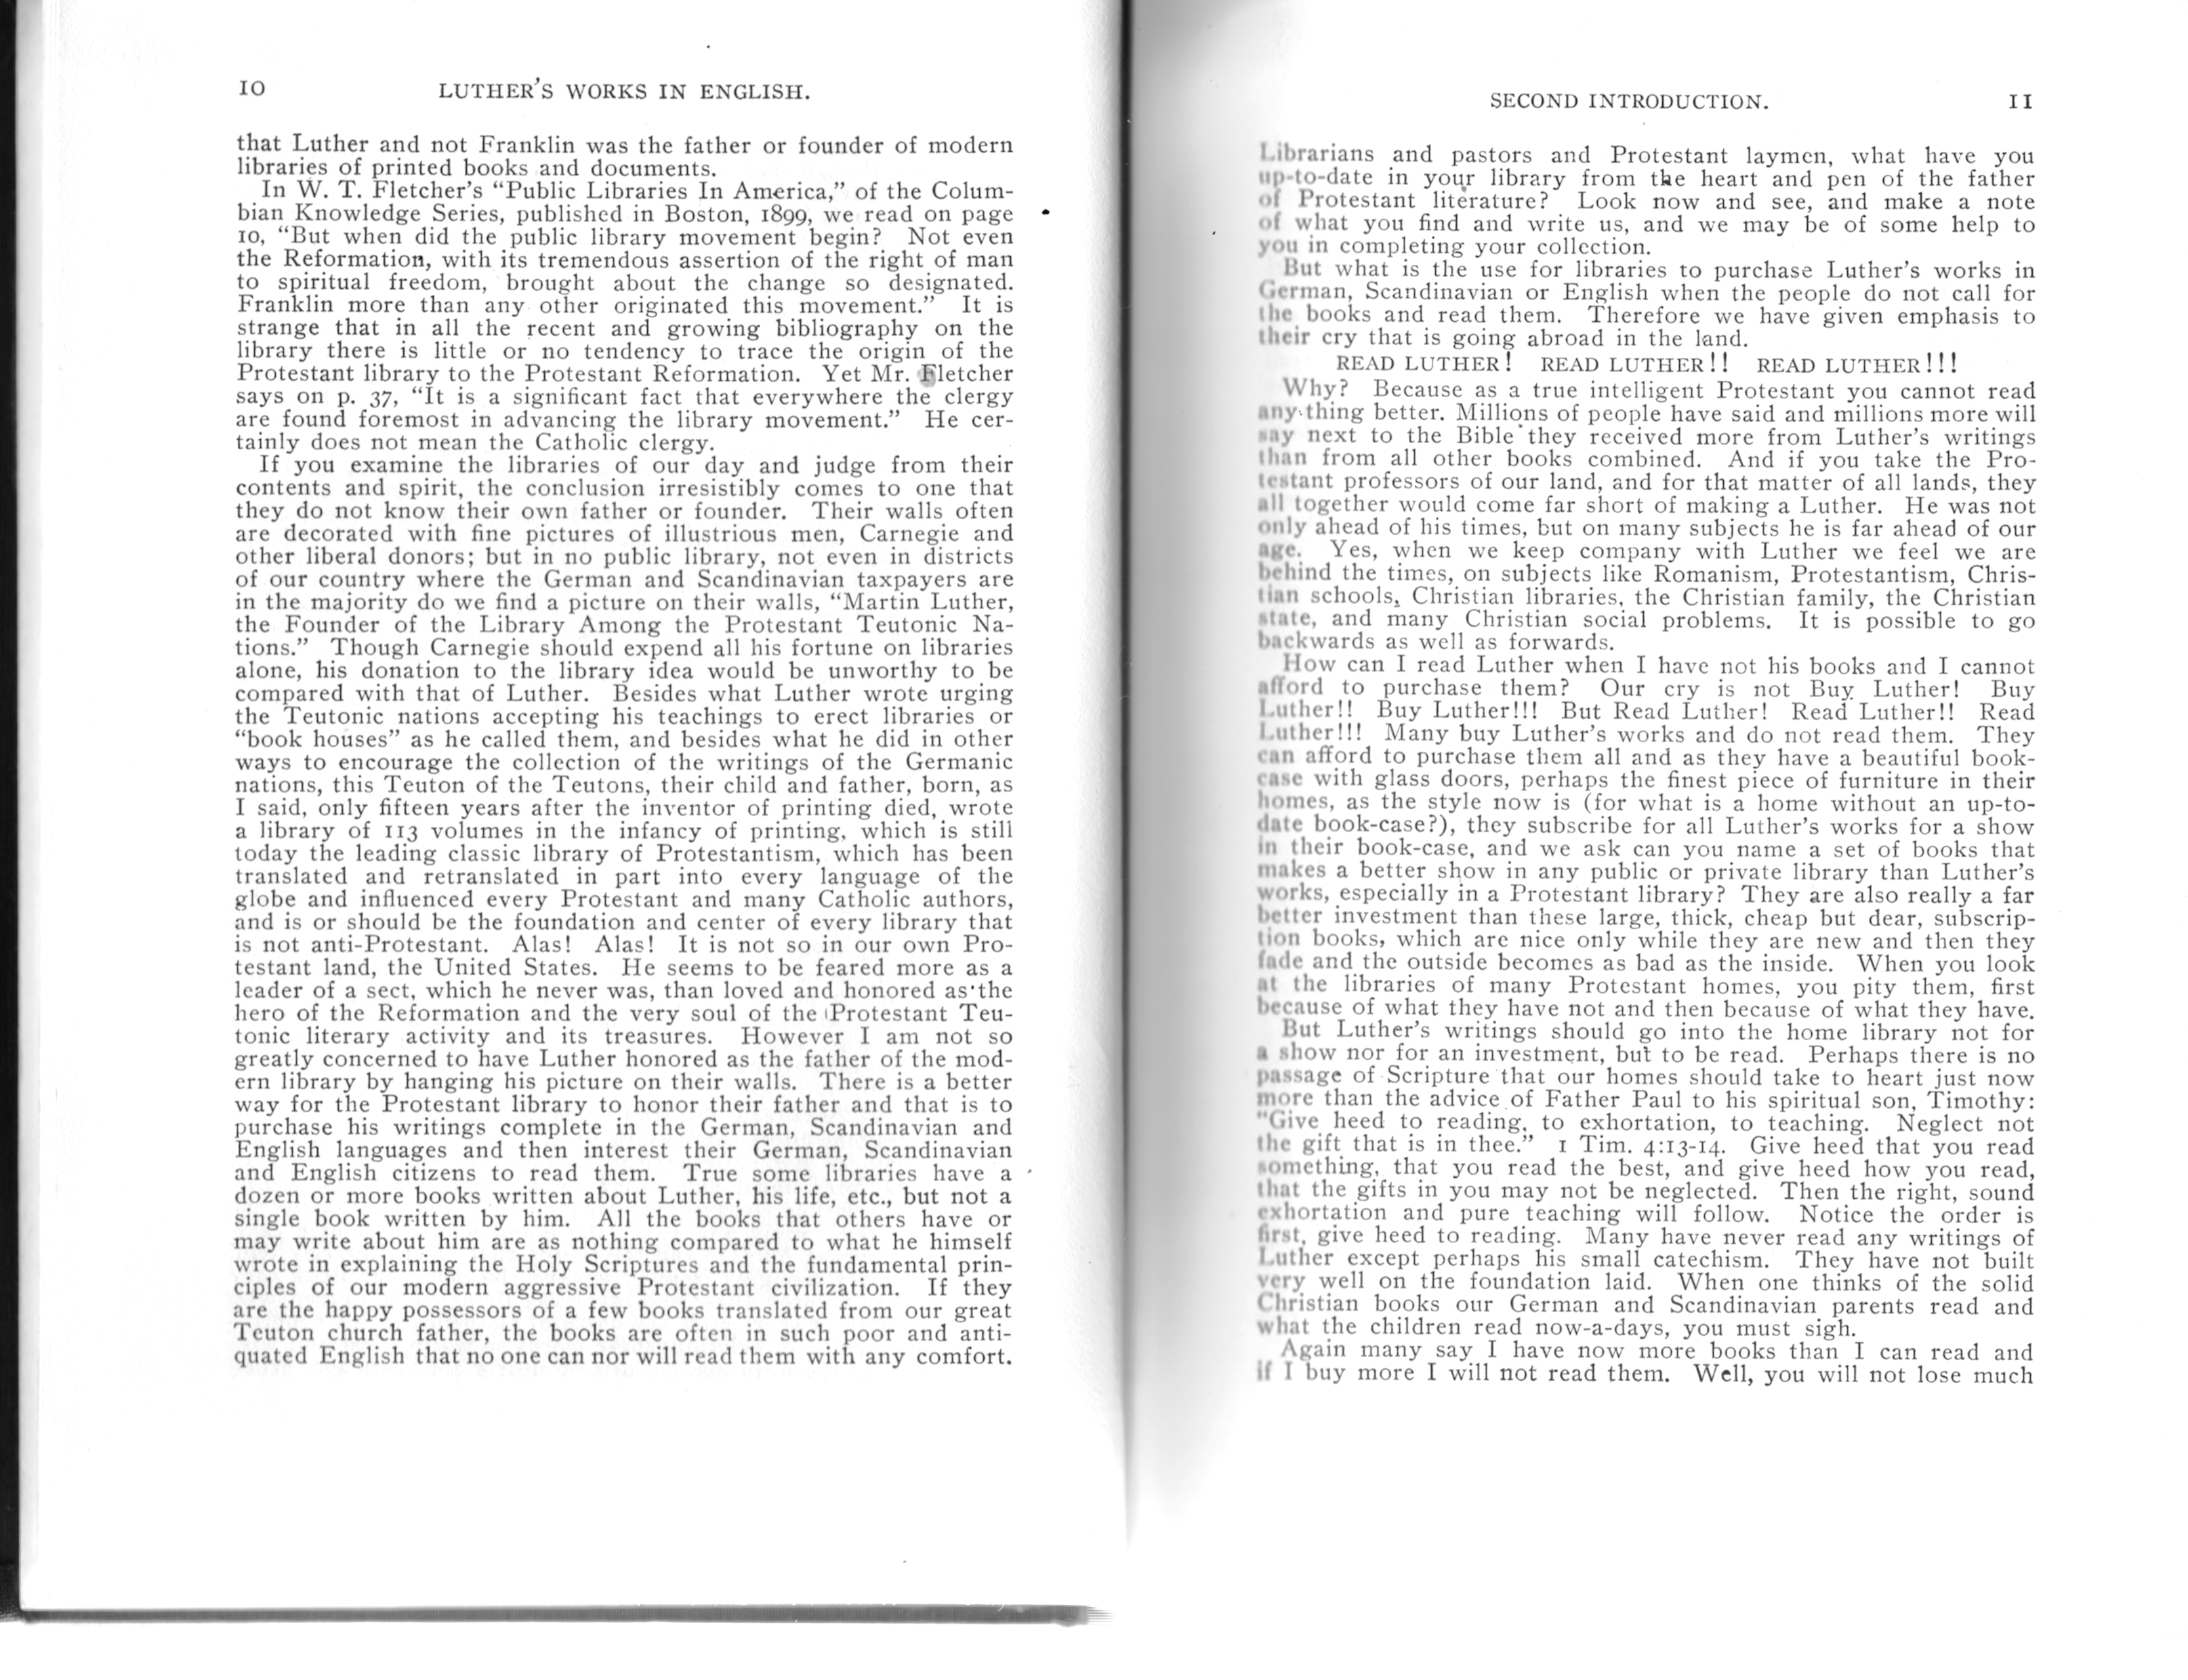 10 LUTHER'S WORKS IN ENGLISH.
that Luther and not Franklin was the father or founder of modern
libraries of printed books and documents.
In W. T. Fletcher's “Public Libraries In America,” of the Colum-
bian Knowledge Series, published in Boston, 1899, we read on page
10, “But when did the public library movement begin? Not even
the Reformation, with its tremendous assertion of the right of man
to spiritual freedom, brought about the change so designated.
Franklin more than any other originated this movement.” It is
strange that in all the recent and growing bibliography on the
library there is little or no tendency to trace the origin of the
Protestant library to the Protestant Reformation. Yet Mr. Fletcher
says on p. 37, “It is a significant fact that everywhere the clergy
are found foremost in advancing the library movement.” He cer-
tainly does not mean the Catholic clergy.
If you examine the libraries of our day and judge from their
contents and spirit, the conclusion irresistibly comes to one that
they do not know their own father or founder. Their walls often
are decorated with fine pictures of illustrious men, Carnegie and
other liberal donors; but in no public library, not even in districts
of our country where the German and Scandinavian taxpayers are
in the majority do we find a picture on their walls, “Martin Luther,
the Founder of the Library Among the Protestant Teutonic Na-
tions.” Though Carnegie should expend all his fortune on libraries
alone, his donation to the library idea would be unworthy to be
compared with that of Luther. Besides what Luther wrote urging
the Teutonic nations accepting his teachings to erect libraries or
“book houses” as he called them, and besides what he did in other
ways to encourage the collection of the writings of the Germanic
nations, this Teuton of the Teutons, their child and father, born, as
I said, only fifteen years after the inventor of printing died, wrote
a library of 113 volumes in the infancy of printing, which is still
today the leading classic library of Protestantism, which has been
translated and retranslated in part into every language of the
globe and influenced every Protestant and many Catholic authors,
and is or should be the foundation and center of every library that
is not anti-Protestant. Alas! Alas! It is not so in our own Pro-
testant land, the United States. He seems to be feared more as a
leader of a sect, which he never was, than loved and honored as the
hero of the Reformation and the very soul of the Protestant Teu-
tonic literary activity and its treasures. However I am not so
greatly concerned to have Luther honored as the father of the mod-
ern library by hanging his picture on their walls. There is a better
way for the Protestant library to honor their father and that is to
purchase his writings complete in the German, Scandinavian and
English languages and then interest their German, Scandinavian
and English citizens to read them. True some libraries have a
dozen or more books written about Luther, his life, etc., but not a
single book written by him. All the books that others have or
may write about him are as nothing compared to what he himself
wrote in explaining the Holy Scriptures and the fundamental prin-
ciples of our modern aggressive Protestant civilization. If they
are the happy possessors of a few books translated from our great
Teuton church father, the books are often in such poor and anti-
quated English that no one can nor will read them with any comfort.
SECOND INTRODUCTION. 11
Librarians and pastors and Protestant laymen, what have you
up-to-date in your library from the heart and pen of the father
of Protestant literature? Look now and see, and make a note
of what you find and write us, and we may be of some help to
you in completing your collection.
But what is the use for libraries to purchase Luther's works in
German, Scandinavian or English when the people do not call for
the books and read them. Therefore we have given emphasis to
their cry that is going abroad in the land.
READ LUTHER! READ LUTHER!! READ LUTHER!!!
Why? Because as a true intelligent Protestant you cannot read
any thing better. Millions of people have said and millions more will
say next to the Bible they received more from Luther's writings
than from all other books combined. And if you take the Pro-
testant professors of our land, and for that matter of all lands, they
all together would come far short of making a Luther. He was not
only ahead of his times, but on many subjects he is far ahead of our
age. Yes, when we keep company with Luther we feel we are
behind the times, on subjects like Romanism, Protestantism, Chris-
tian schools, Christian libraries, the Christian family, the Christian
state, and many Christian social problems. It is possible to go
backwards as well as forwards.
How can I read Luther when I have not his books and I cannot
afford to purchase them? Our cry is not Buy Luther! Buy
Luther!! Buy Luther!!! But Read Luther! Read Luther!! Read
Luther!!! Many buy Luther's works and do not read them. They
can afford to purchase them all and as they have a beautiful book-
case with glass doors, perhaps the finest piece of furniture in their
homes, as the style now is (for what is a home without an up-to-
date book-case?), they subscribe for all Luther's works for a show
in their book-case, and we ask can you name a set of books that
makes a better show in any public or private library than Luther's
works, especially in a Protestant library? They are also really a far
better investment than these large, thick, cheap but dear, subscrip-
tion books, which are nice only while they are new and then they
fade and the outside becomes as bad as the inside. When you look
at the libraries of many Protestant homes, you pity them, first
because of what they have not and then because of what they have.
But Luther's writings should go into the home library not for
a show nor for an investment, but to be read. Perhaps there is no
passage of Scripture that our homes should take to heart just now
more than the advice of Father Paul to his spiritual son, Timothy:
“Give heed to reading, to exhortation, to teaching. Neglect not
the gift that is in thee.” 1 Tim. 4:13-14. Give heed that you read
something, that you read the best, and give heed how you read,
that the gifts in you may not be neglected. Then the right, sound
exhortation and pure teaching will follow. Notice the order is
first, give heed to reading. Many have never read any writings of
Luther except perhaps his small catechism. They have not built
very well on the foundation laid. When one thinks of the solid
Christian books our German and Scandinavian parents read and
what the children read now-a-days, you must sigh.
Again many say I have now more books than I can read and
if I buy more I will not read them. Well, you will not lose much